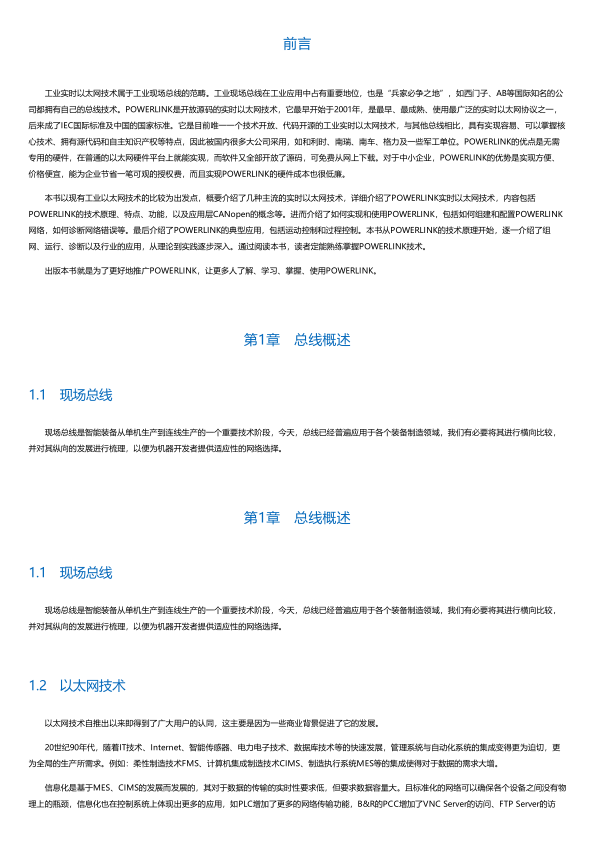 前言
工业实时以太网技术属于工业现场总线的范畴。工业现场总线在工业应用中占有重要地位，也是“兵家必争之地”，如西门子、AB等国际知名的公
司都拥有自己的总线技术。POWERLINK是开放源码的实时以太网技术，它最早开始于2001年，是最早、最成熟、使用最广泛的实时以太网协议之一，
后来成了IEC国际标准及中国的国家标准。它是目前唯一一个技术开放、代码开源的工业实时以太网技术，与其他总线相比，具有实现容易、可以掌握核
心技术、拥有源代码和自主知识产权等特点，因此被国内很多大公司采用，如和利时、南瑞、南车、格力及一些军工单位。POWERLINK的优点是无需
专用的硬件，在普通的以太网硬件平台上就能实现，而软件又全部开放了源码，可免费从网上下载。对于中小企业，POWERLINK的优势是实现方便、
价格便宜，能为企业节省一笔可观的授权费，而且实现POWERLINK的硬件成本也很低廉。
本书以现有工业以太网技术的比较为出发点，概要介绍了几种主流的实时以太网技术，详细介绍了POWERLINK实时以太网技术，内容包括
POWERLINK的技术原理、特点、功能，以及应用层CANopen的概念等。进而介绍了如何实现和使用POWERLINK，包括如何组建和配置POWERLINK
网络，如何诊断网络错误等。最后介绍了POWERLINK的典型应用，包括运动控制和过程控制。本书从POWERLINK的技术原理开始，逐一介绍了组
网、运行、诊断以及行业的应用，从理论到实践逐步深入。通过阅读本书，读者定能熟练掌握POWERLINK技术。
出版本书就是为了更好地推广POWERLINK，让更多人了解、学习、掌握、使用POWERLINK。
第1章 总线概述
1.1 现场总线
现场总线是智能装备从单机生产到连线生产的一个重要技术阶段，今天，总线已经普遍应用于各个装备制造领域，我们有必要将其进行横向比较，
并对其纵向的发展进行梳理，以便为机器开发者提供适应性的网络选择。
第1章 总线概述
1.1 现场总线
现场总线是智能装备从单机生产到连线生产的一个重要技术阶段，今天，总线已经普遍应用于各个装备制造领域，我们有必要将其进行横向比较，
并对其纵向的发展进行梳理，以便为机器开发者提供适应性的网络选择。
1.2 以太网技术
以太网技术自推出以来即得到了广大用户的认同，这主要是因为一些商业背景促进了它的发展。
20世纪90年代，随着IT技术、Internet、智能传感器、电力电子技术、数据库技术等的快速发展，管理系统与自动化系统的集成变得更为迫切，更
为全局的生产所需求。例如：柔性制造技术FMS、计算机集成制造技术CIMS、制造执行系统MES等的集成使得对于数据的需求大增。
信息化是基于MES、CIMS的发展而发展的，其对于数据的传输的实时性要求低，但要求数据容量大。且标准化的网络可以确保各个设备之间没有物
理上的瓶颈，信息化也在控制系统上体现出更多的应用，如PLC增加了更多的网络传输功能，B&R的PCC增加了VNC Server的访问、FTP Server的访